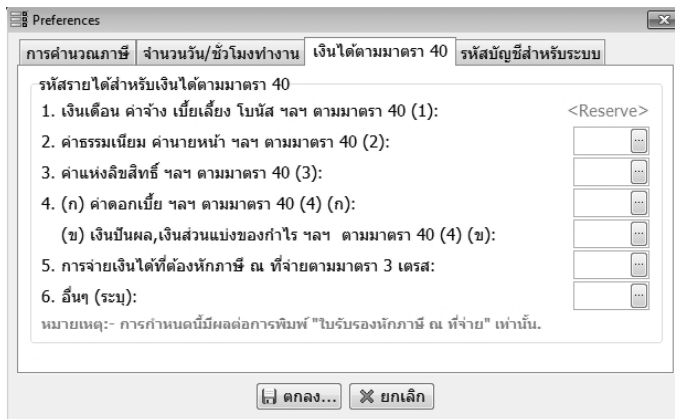 Preferences
การคำนวณภาษี จำนวนวัน/ชั่วโมงทำงาน เงินได้ตามมาตรา 40 รหัสบัญชีสำหรับระบบ
รหัสรายได้สำหรับเงินได้ตามมาตรา 40
1. เงินเดือน ค่าจ้าง เบี้ยเลี้ยง โบนัส ฯลฯ ตามมาตรา 40 (1): <Reserve>
2. ค่าธรรมเนียม ค่านายหน้า ฯลฯ ตามมาตรา 40 (2): ...
3. ค่าแห่งลิขสิทธิ์ ฯลฯ ตามมาตรา 40 (3): ...
4. (ก) ค่าดอกเบี้ย ฯลฯ ตามมาตรา 40 (4) (ก): ...
(ข) เงินปันผล,เงินส่วนแบ่งของกำไร ฯลฯ ตามมาตรา 40 (4) (ข): ...
5. การจ่ายเงินได้ที่ต้องหักภาษี ณ ที่จ่ายตามมาตรา 3 เตรส: ...
6. อื่นๆ (ระบุ): ...
หมายเหตุ:- การกำหนดนี้มีผลต่อการพิมพ์ "ใบรับรองหักภาษี ณ ที่จ่าย" เท่านั้น.
ตกลง... ยกเลิก